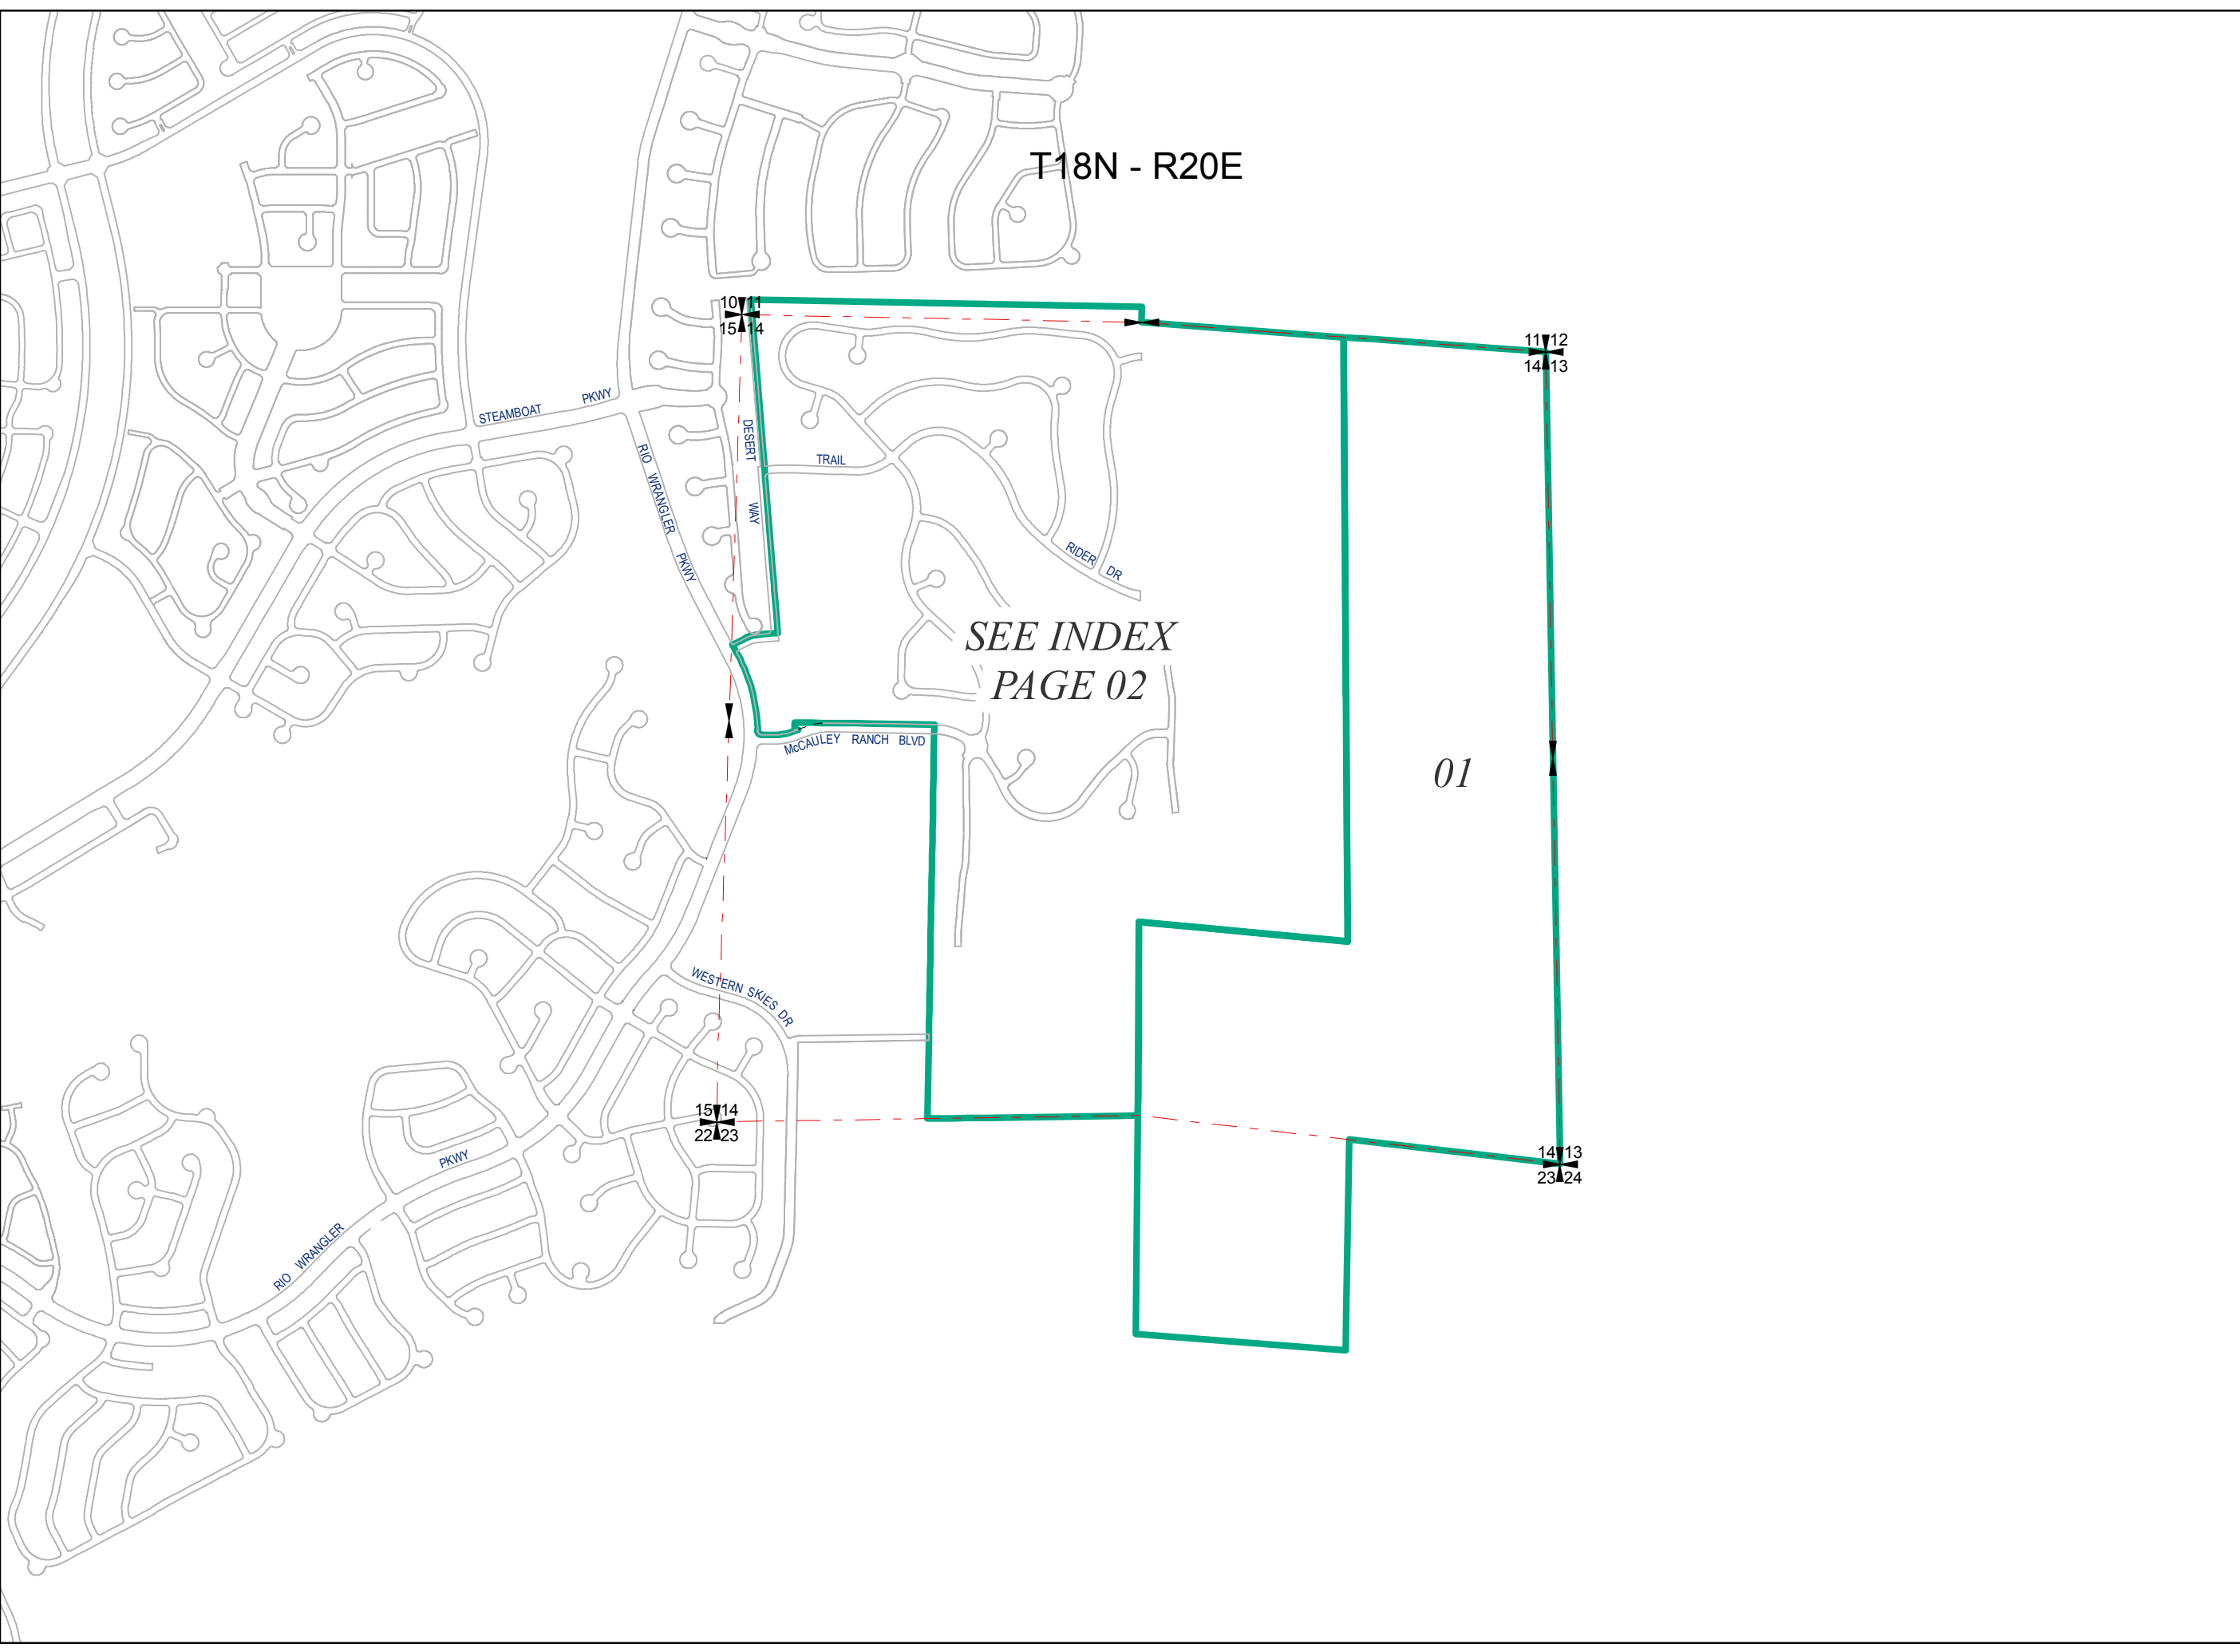 T18N - R20E
10 11
15 14
11 12
14 13
STEAMBOAT PKWY
DESERT WAY
RIO WRANGLER PKWY
TRAIL RIDER DR
SEE INDEX
PAGE 02
McCAULEY RANCH BLVD
01
WESTERN SKIES DR
15 14
22 23
14 13
23 24
RIO WRANGLER PKWY